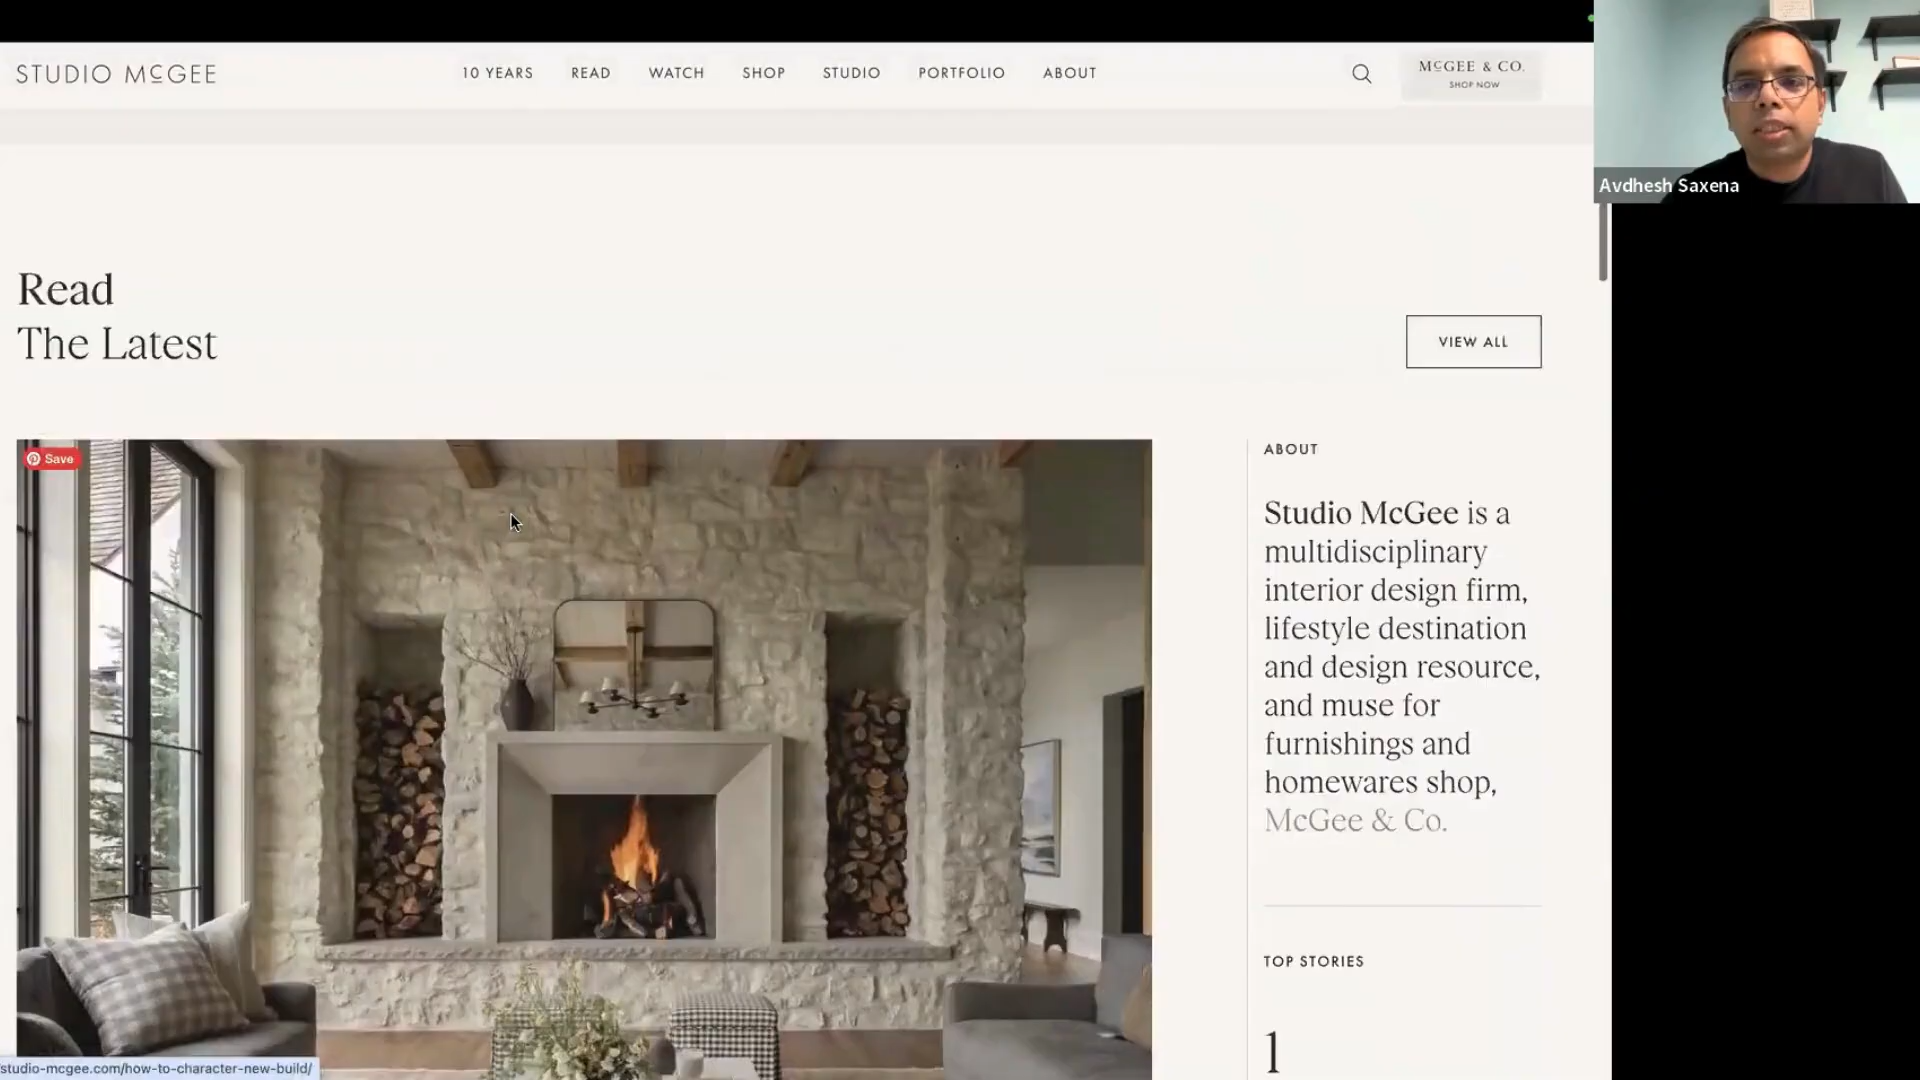 STUDIO McGEE
10 YEARS
READ
WATCH
SHOP
STUDIO
PORTFOLIO
ABOUT
McGEE & CO.
SHOP NOW
Avdhesh Saxena
Read
The Latest
VIEW ALL
Save
ABOUT
Studio McGee is a
multidisciplinary
interior design firm,
lifestyle destination
and design resource,
and muse for
furnishings and
homewares shop,
McGee & Co.
TOP STORIES
1
studio-mcgee.com/how-to-character-new-build/